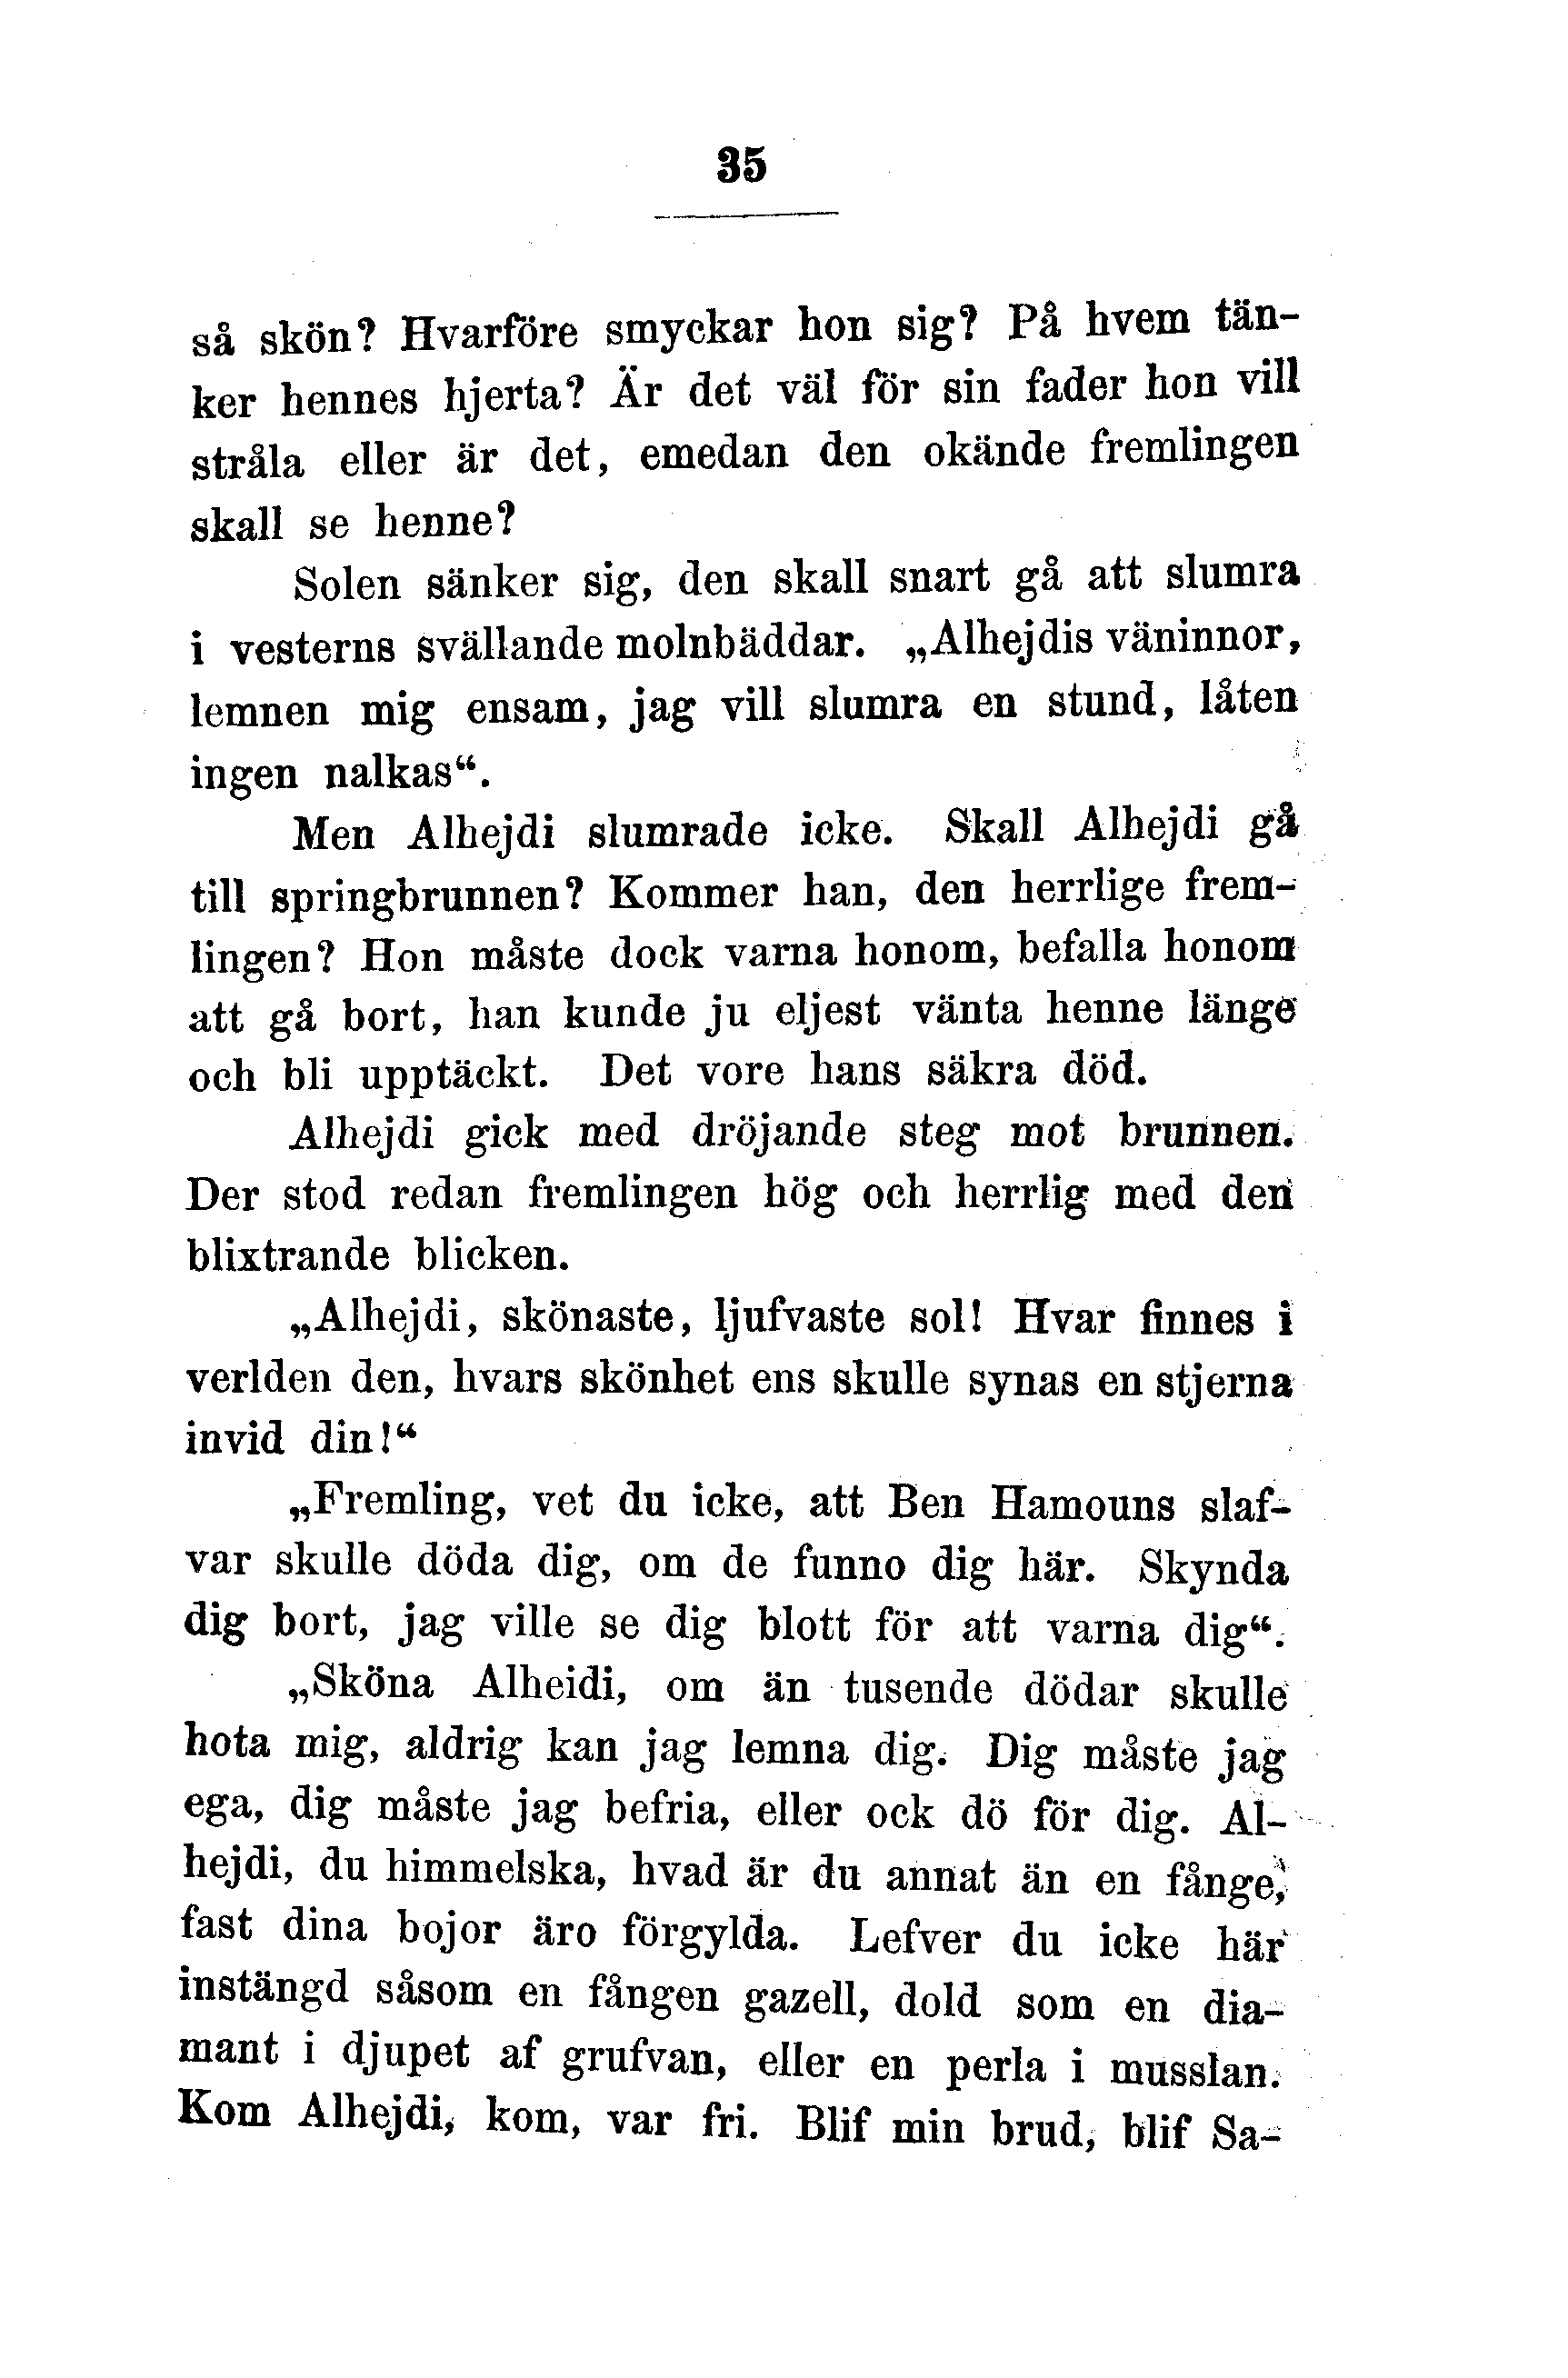 35
så skön? Hvarföre smyckar hon sig? På hvem tän-
ker hennes hjerta? Är det väl för sin fader hon vill
stråla eller är det, emedan den okände fremlingen
skall se henne?
Solen sänker sig, den skall snart gå att slumra
i vesterns svällande molnbäddar. „Alhejdis väninnor,
lemnen mig ensam, jag vill slumra en stund, låten
ingen nalkas“.
Men Alhejdi slumrade icke. Skall Alhejdi gå
till springbrunnen? Kommer han, den herrlige frem-
lingen? Hon måste dock varna honom, befalla honom
att gå bort, han kunde ju eljest vänta henne länge
och bli upptäckt. Det vore hans säkra död.
Alhejdi gick med dröjande steg mot brunnen.
Der stod redan fremlingen hög och herrlig med den
blixtrande blicken.
„Alhejdi, skönaste, ljufvaste sol! Hvar finnes i
verlden den, hvars skönhet ens skulle synas en stjerna
invid din!“
„Fremling, vet du icke, att Ben Hamouns slaf-
var skulle döda dig, om de funno dig här. Skynda
dig bort, jag ville se dig blott för att varna dig“.
„Sköna Alheidi, om än tusende dödar skulle
hota mig, aldrig kan jag lemna dig. Dig måste jag
ega, dig måste jag befria, eller ock dö för dig. Al-
hejdi, du himmelska, hvad är du annat än en fånge,
fast dina bojor äro förgylda. Lefver du icke här
instängd såsom en fången gazell, dold som en dia-
mant i djupet af grufvan, eller en perla i musslan.
Kom Alhejdi, kom, var fri. Blif min brud, blif Sa-